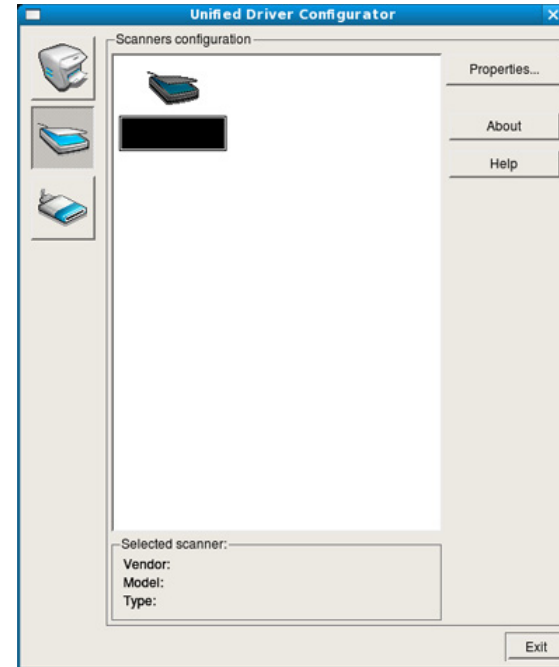 Unified Driver Configurator
Scanners configuration
Properties...
About
Help
Selected scanner:
Vendor:
Model:
Type:
Exit